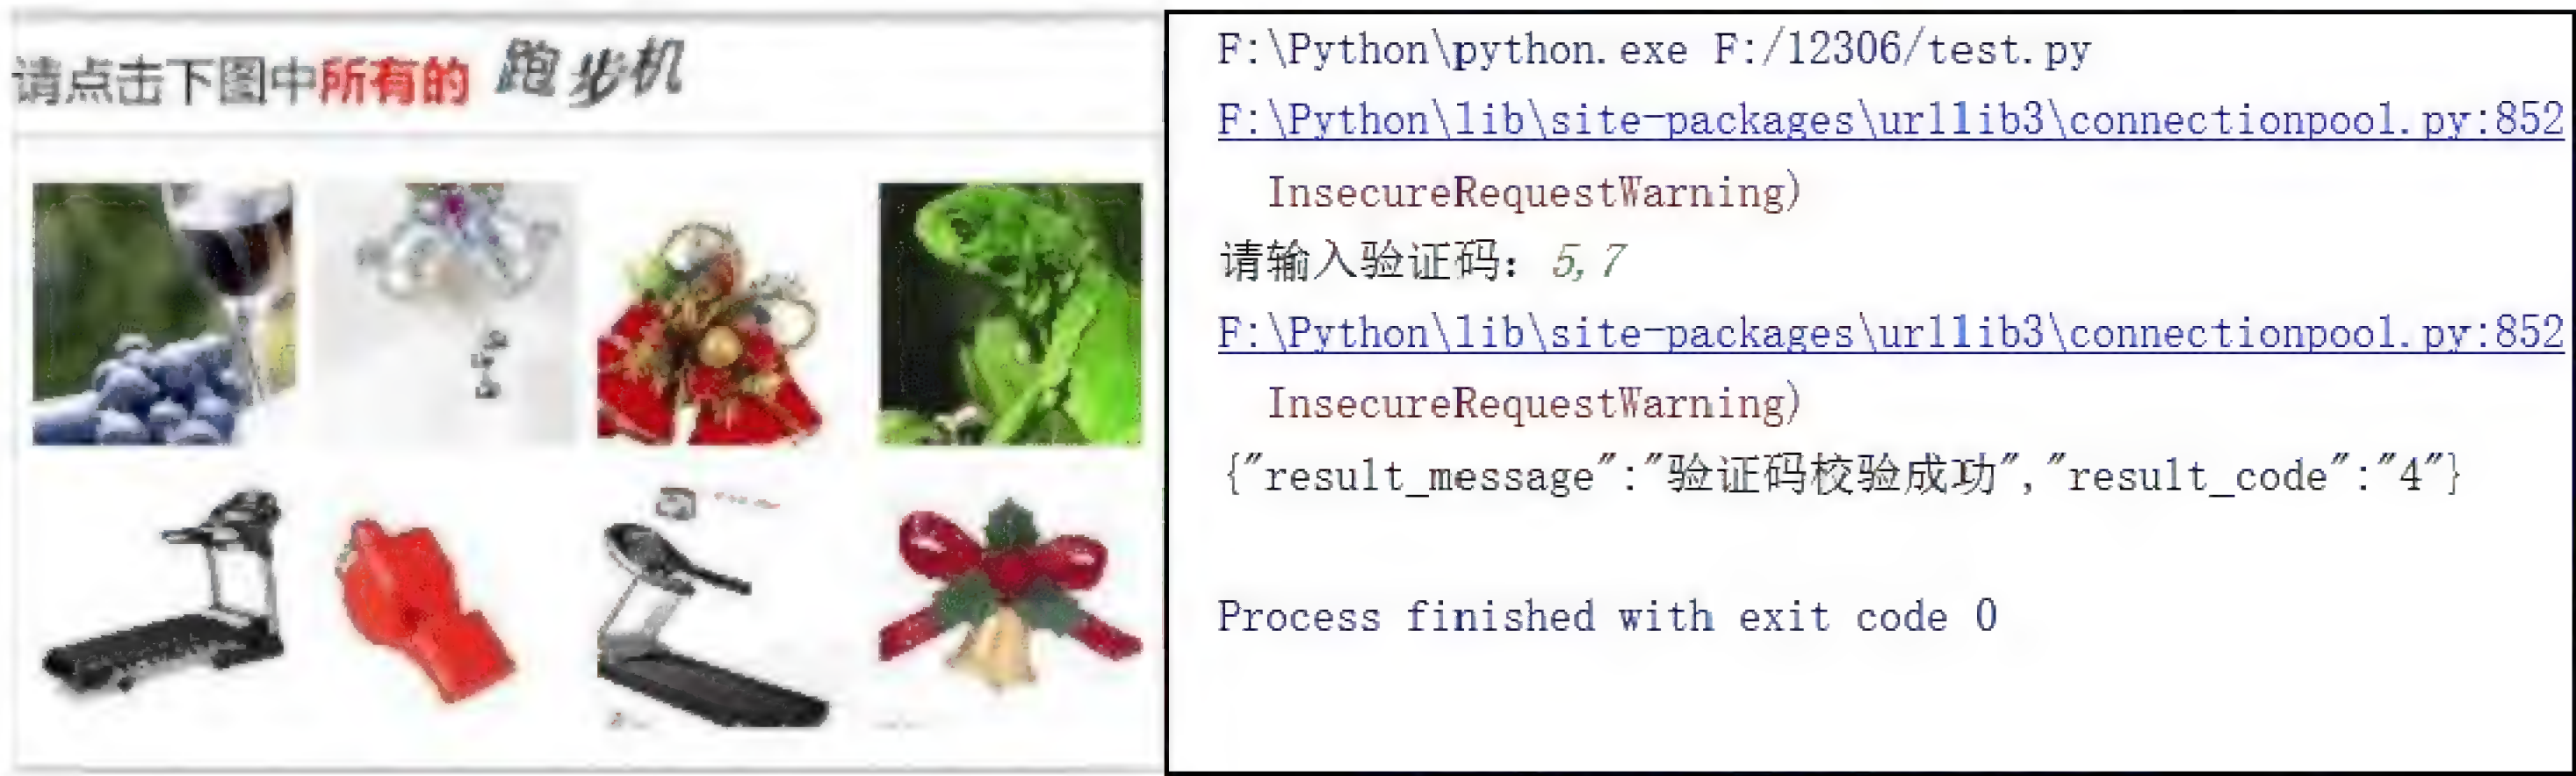 请点击下图中所有的 跑步机
F:\Python\python.exe F:/12306/test.py
F:\Python\lib\site-packages\urllib3\connectionpool.py:852
InsecureRequestWarning)
请输入验证码：5,7
F:\Python\lib\site-packages\urllib3\connectionpool.py:852
InsecureRequestWarning)
{"result_message":"验证码校验成功","result_code":"4"}
Process finished with exit code 0